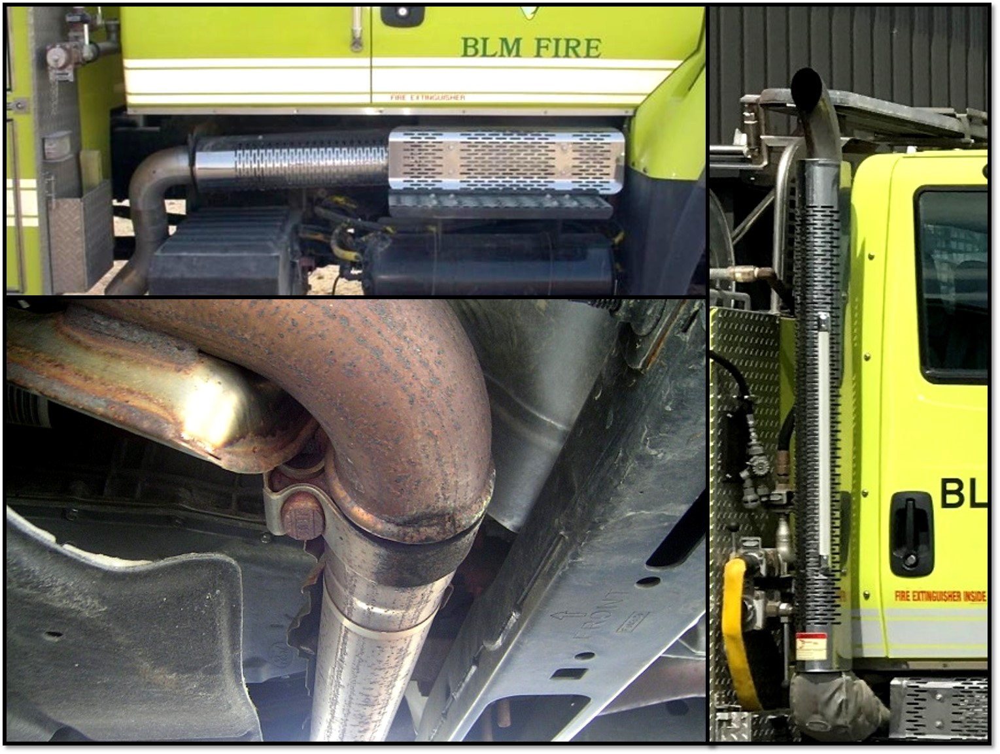 BLM FIRE
FIRE EXTINGUISHER
FRONT
BL
FIRE EXTINGUISHER INSIDE